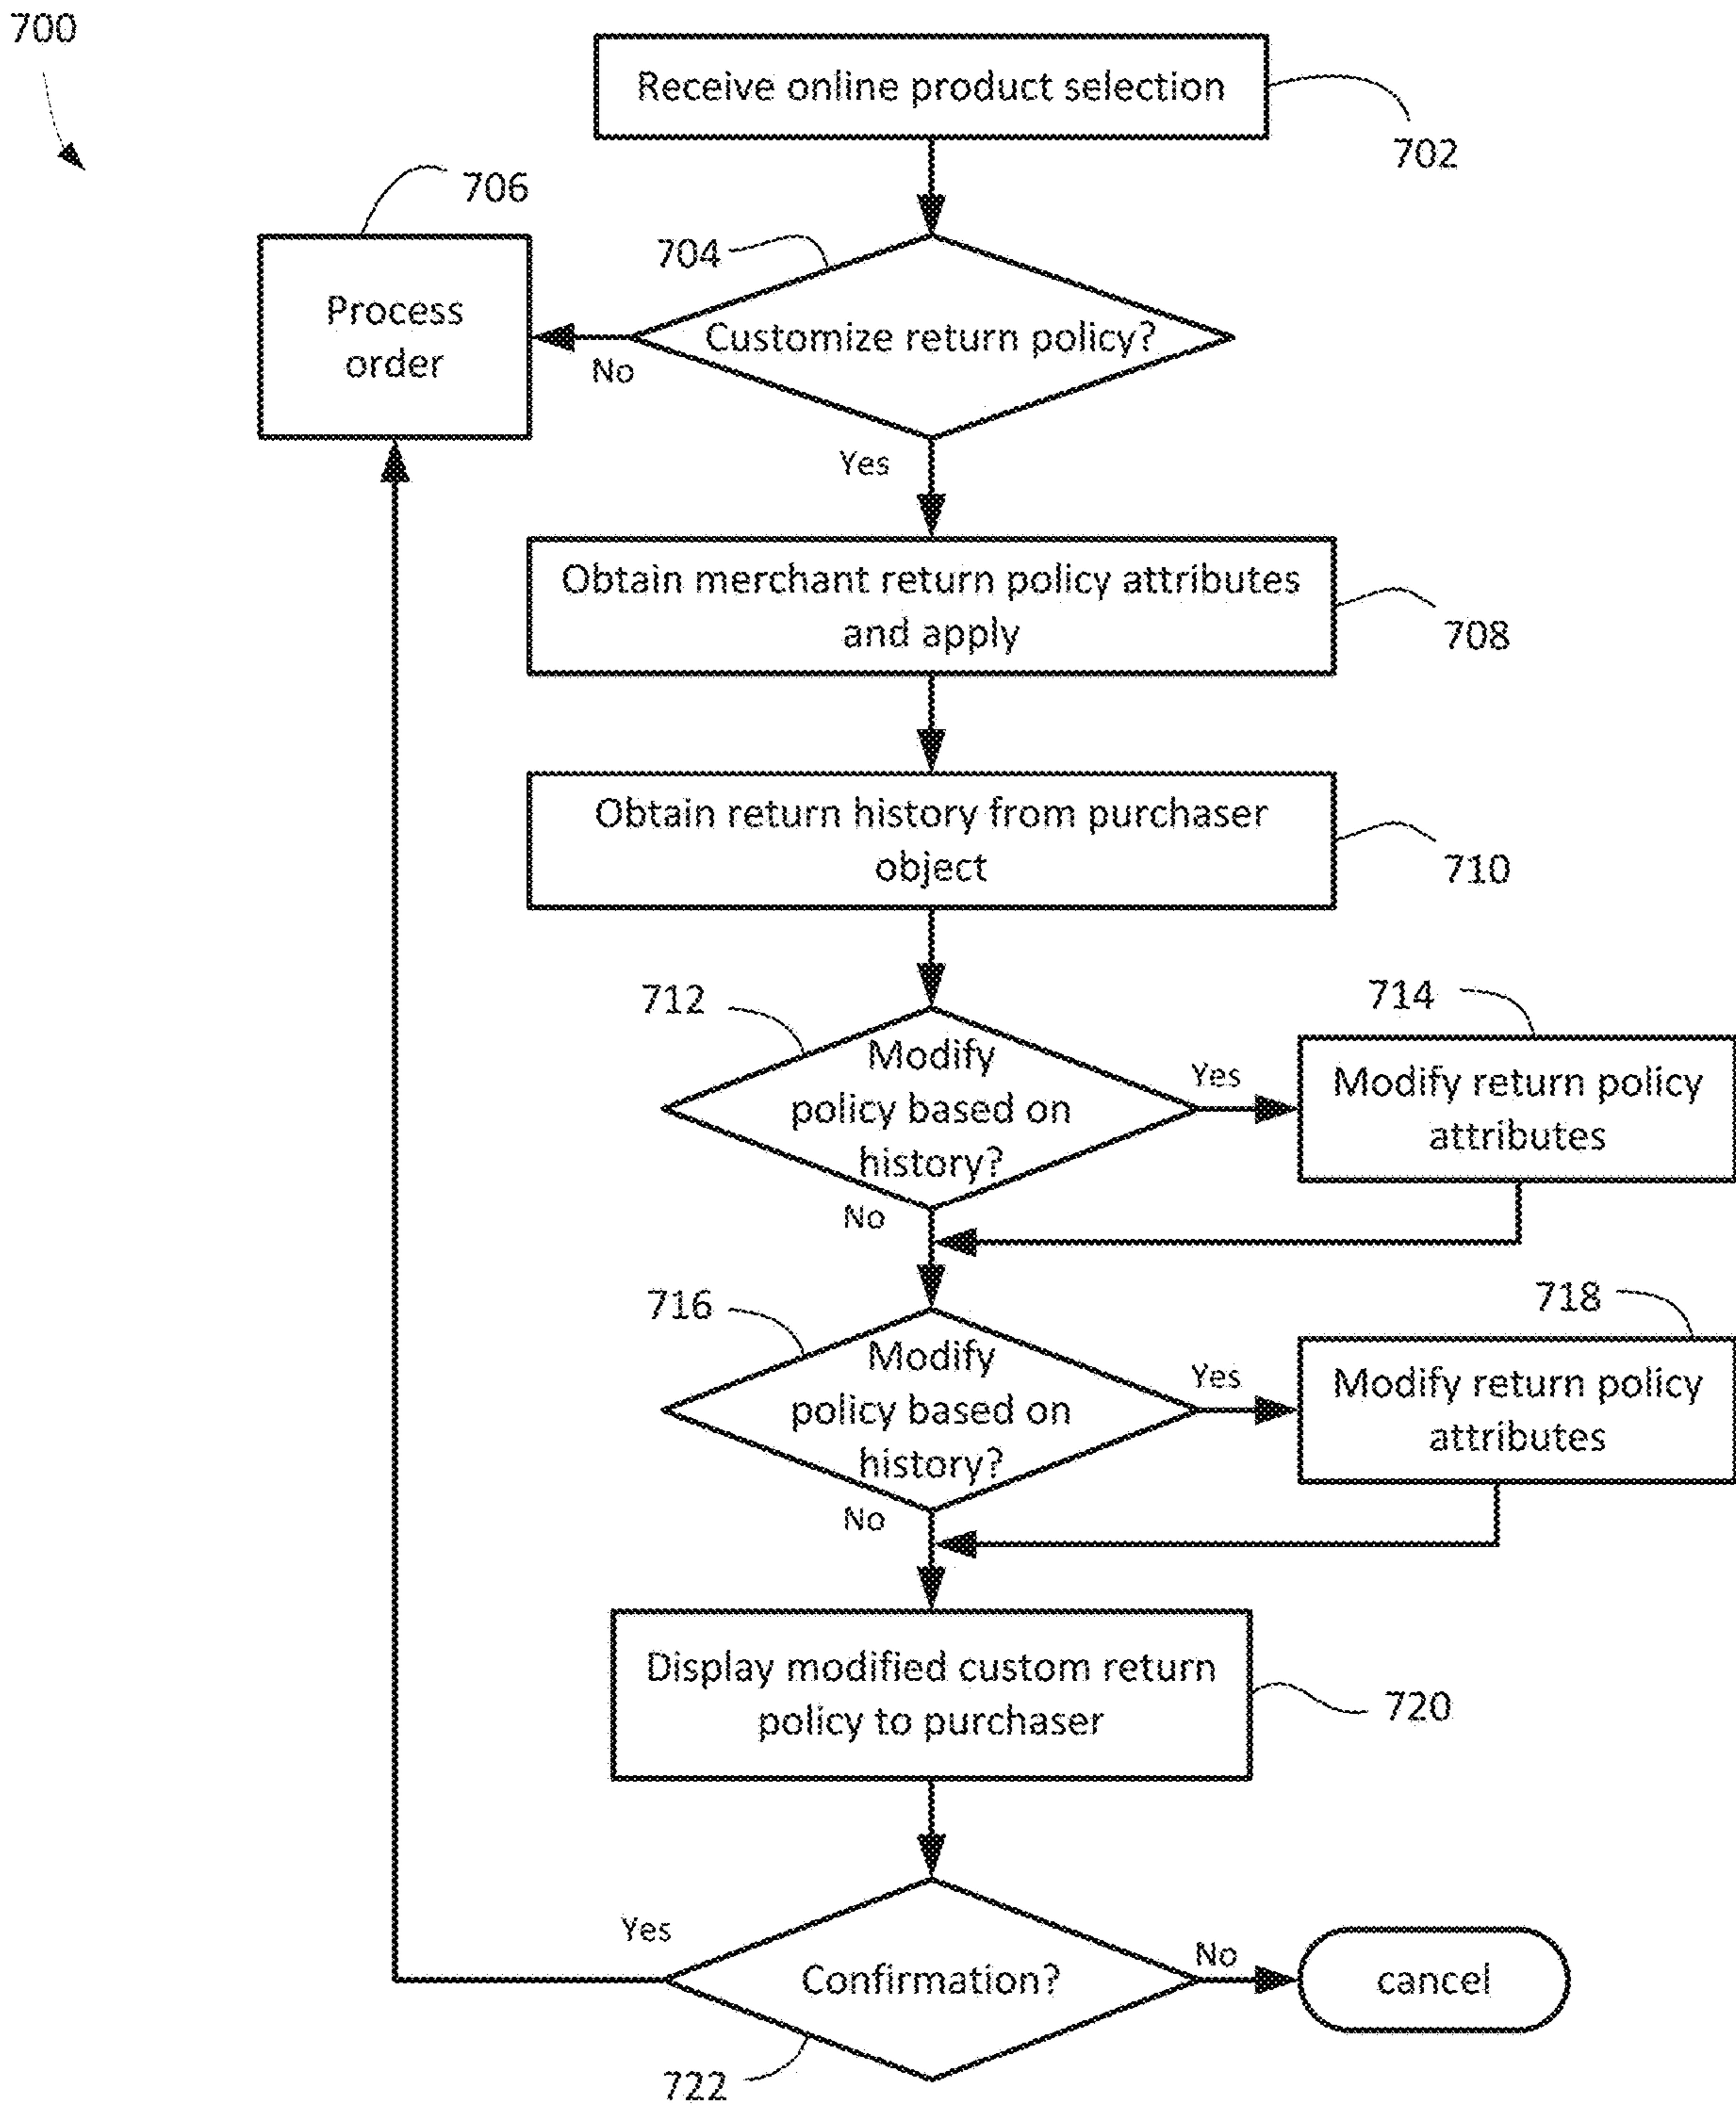 700
Receive online product selection
702
706
704
Process
order
Customize return policy?
No
Yes
Obtain merchant return policy attributes
and apply
708
Obtain return history from purchaser
object
710
712
714
Modify
policy based on
history?
Yes
Modify return policy
attributes
No
716
718
Modify
policy based on
history?
Yes
Modify return policy
attributes
No
Display modified custom return
policy to purchaser
720
Yes
Confirmation?
No
cancel
722